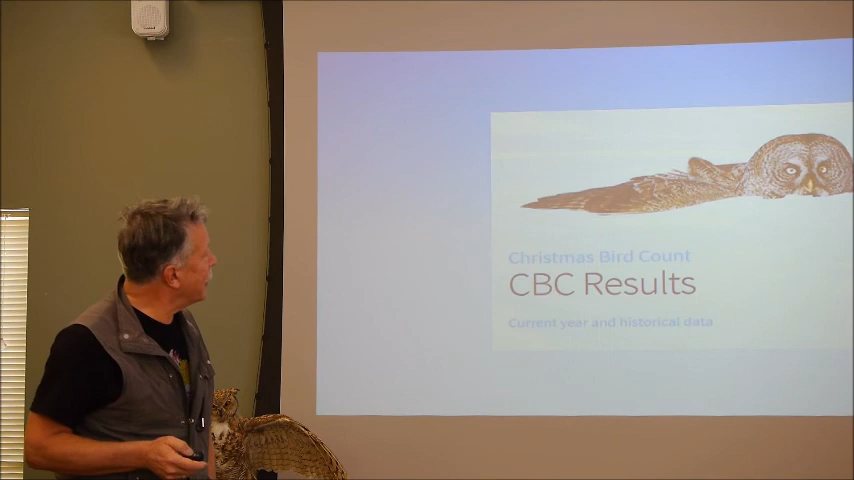 Christmas Bird Count
CBC Results
Current year and historical data